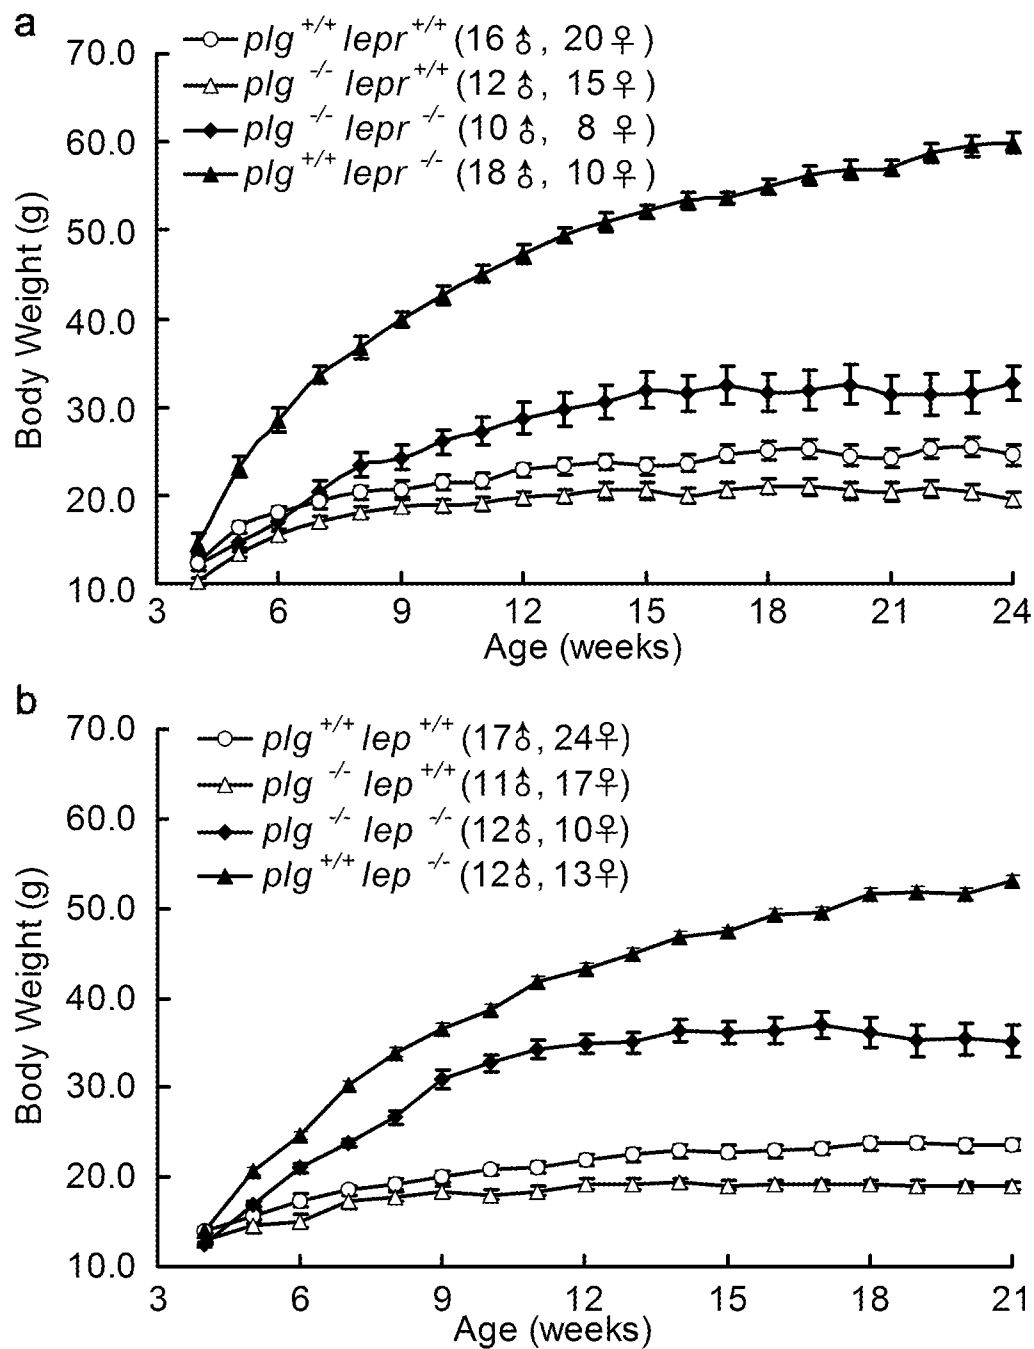 a
plg +/+ lepr +/+ (16♂, 20♀)
plg -/- lepr +/+ (12♂, 15♀)
plg -/- lepr -/- (10♂, 8♀)
plg +/+ lepr -/- (18♂, 10♀)
70.0
60.0
50.0
40.0
30.0
20.0
10.0
Body Weight (g)
3 6 9 12 15 18 21 24
Age (weeks)
b
plg +/+ lep +/+ (17♂, 24♀)
plg -/- lep +/+ (11♂, 17♀)
plg -/- lep -/- (12♂, 10♀)
plg +/+ lep -/- (12♂, 13♀)
70.0
60.0
50.0
40.0
30.0
20.0
10.0
Body Weight (g)
3 6 9 12 15 18 21
Age (weeks)